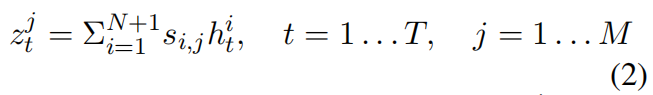 z_t^j = Σ_{i=1}^{N+1} s_{i,j} h_t^i, t = 1 … T, j = 1 … M
(2)